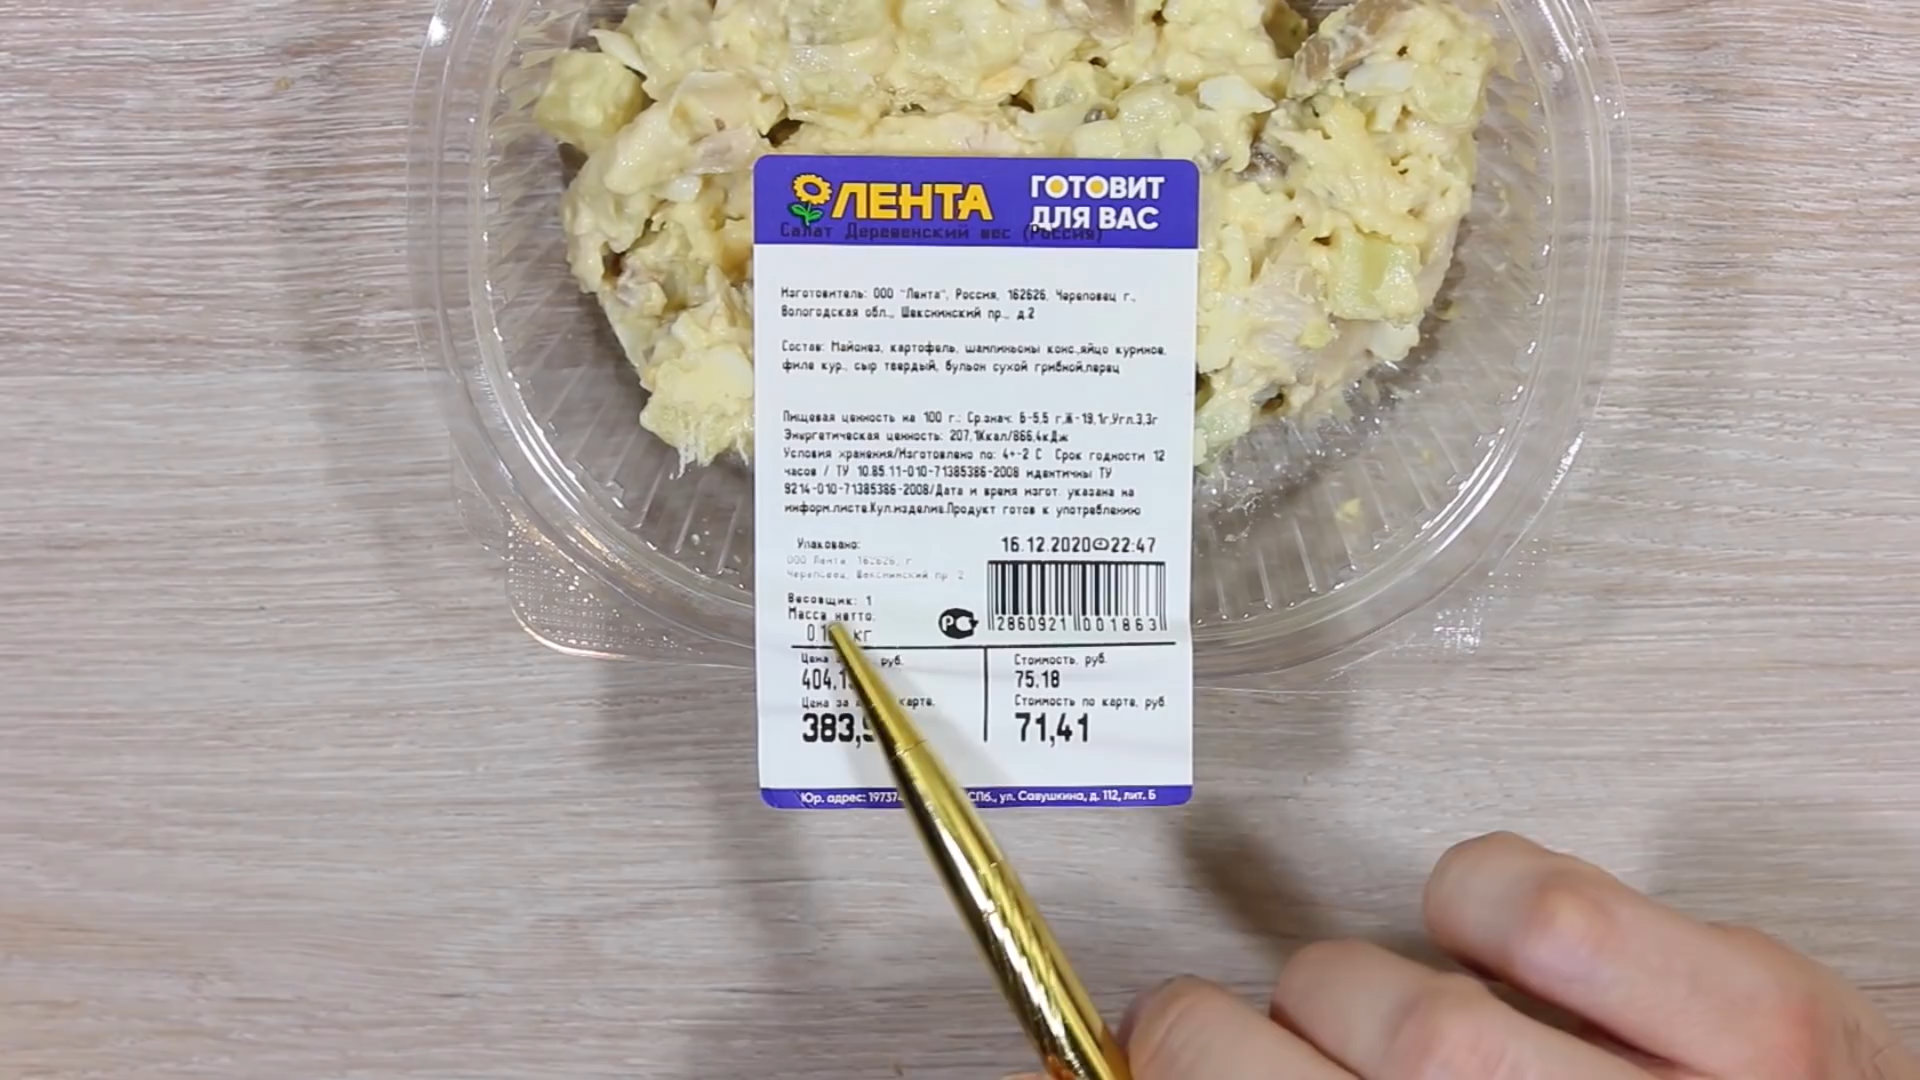 ЛЕНТА
ГОТОВИТ
ДЛЯ ВАС
Салат Деревенский вес (Россия)
Изготовитель: ООО "Лента", Россия, 162626, Череповец г.,
Вологодская обл., Шекснинский пр., д.2
Состав: Майонез, картофель, шампиньоны конс.,яйцо куриное,
филе кур., сыр твердый, бульон сухой грибной,перец
Пищевая ценность на 100 г.: Ср.знач: Б-5,5 г,Ж-19,1г,Угл.3,3г
Энергетическая ценность: 207,1Ккал/866,4кДж
Условия хранения/Изготовлено по: 4+-2 С Срок годности 12
часов / ТУ 10.85.11-010-71385386-2008 идентичны ТУ
9214-010-71385386-2008/Дата и время изгот. указана на
информ.листе.Кул.изделие.Продукт готов к употреблению
Упаковано:
16.12.2020 22:47
ООО Лента, 162626, г.
Череповец, Шекснинский пр. 2
Весовщик: 1
Масса нетто:
кг
РС
2860921 001863
Цена руб.
404.1
Стоимость, руб.
75.18
Цена за карте,
383,9
Стоимость по карте, руб
71,41
Юр. адрес: 19737 СПб., ул. Савушкина, д. 112, лит. Б